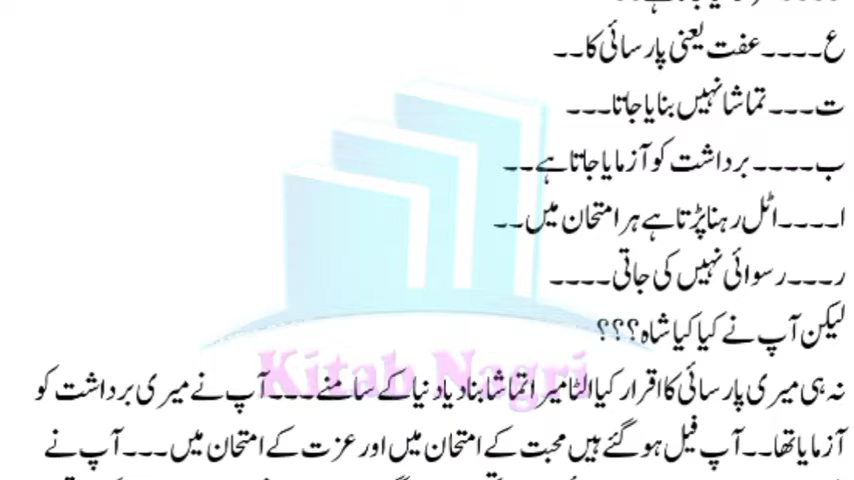 ع۔۔۔۔عفت یعنی پارسائی کا۔۔
ت۔۔۔تماشا نہیں بنایا جاتا۔۔۔
ب۔۔۔۔برداشت کو آزمایا جاتا ہے۔۔
ا۔۔۔۔اٹل رہنا پڑتا ہے ہر امتحان میں۔۔
ر۔۔۔رسوائی نہیں کی جاتی۔۔۔۔
لیکن آپ نے کیا کیا شاہ؟؟؟
Kitab Nagri
نہ ہی میری پارسائی کا اقرار کیا الٹا میرا تماشا بنا دیا دنیا کے سامنے۔۔۔آپ نے میری برداشت کو
آزمایا تھا۔۔آپ فیل ہو گئے ہیں محبت کے امتحان میں اور عزت کے امتحان میں۔۔۔آپ نے